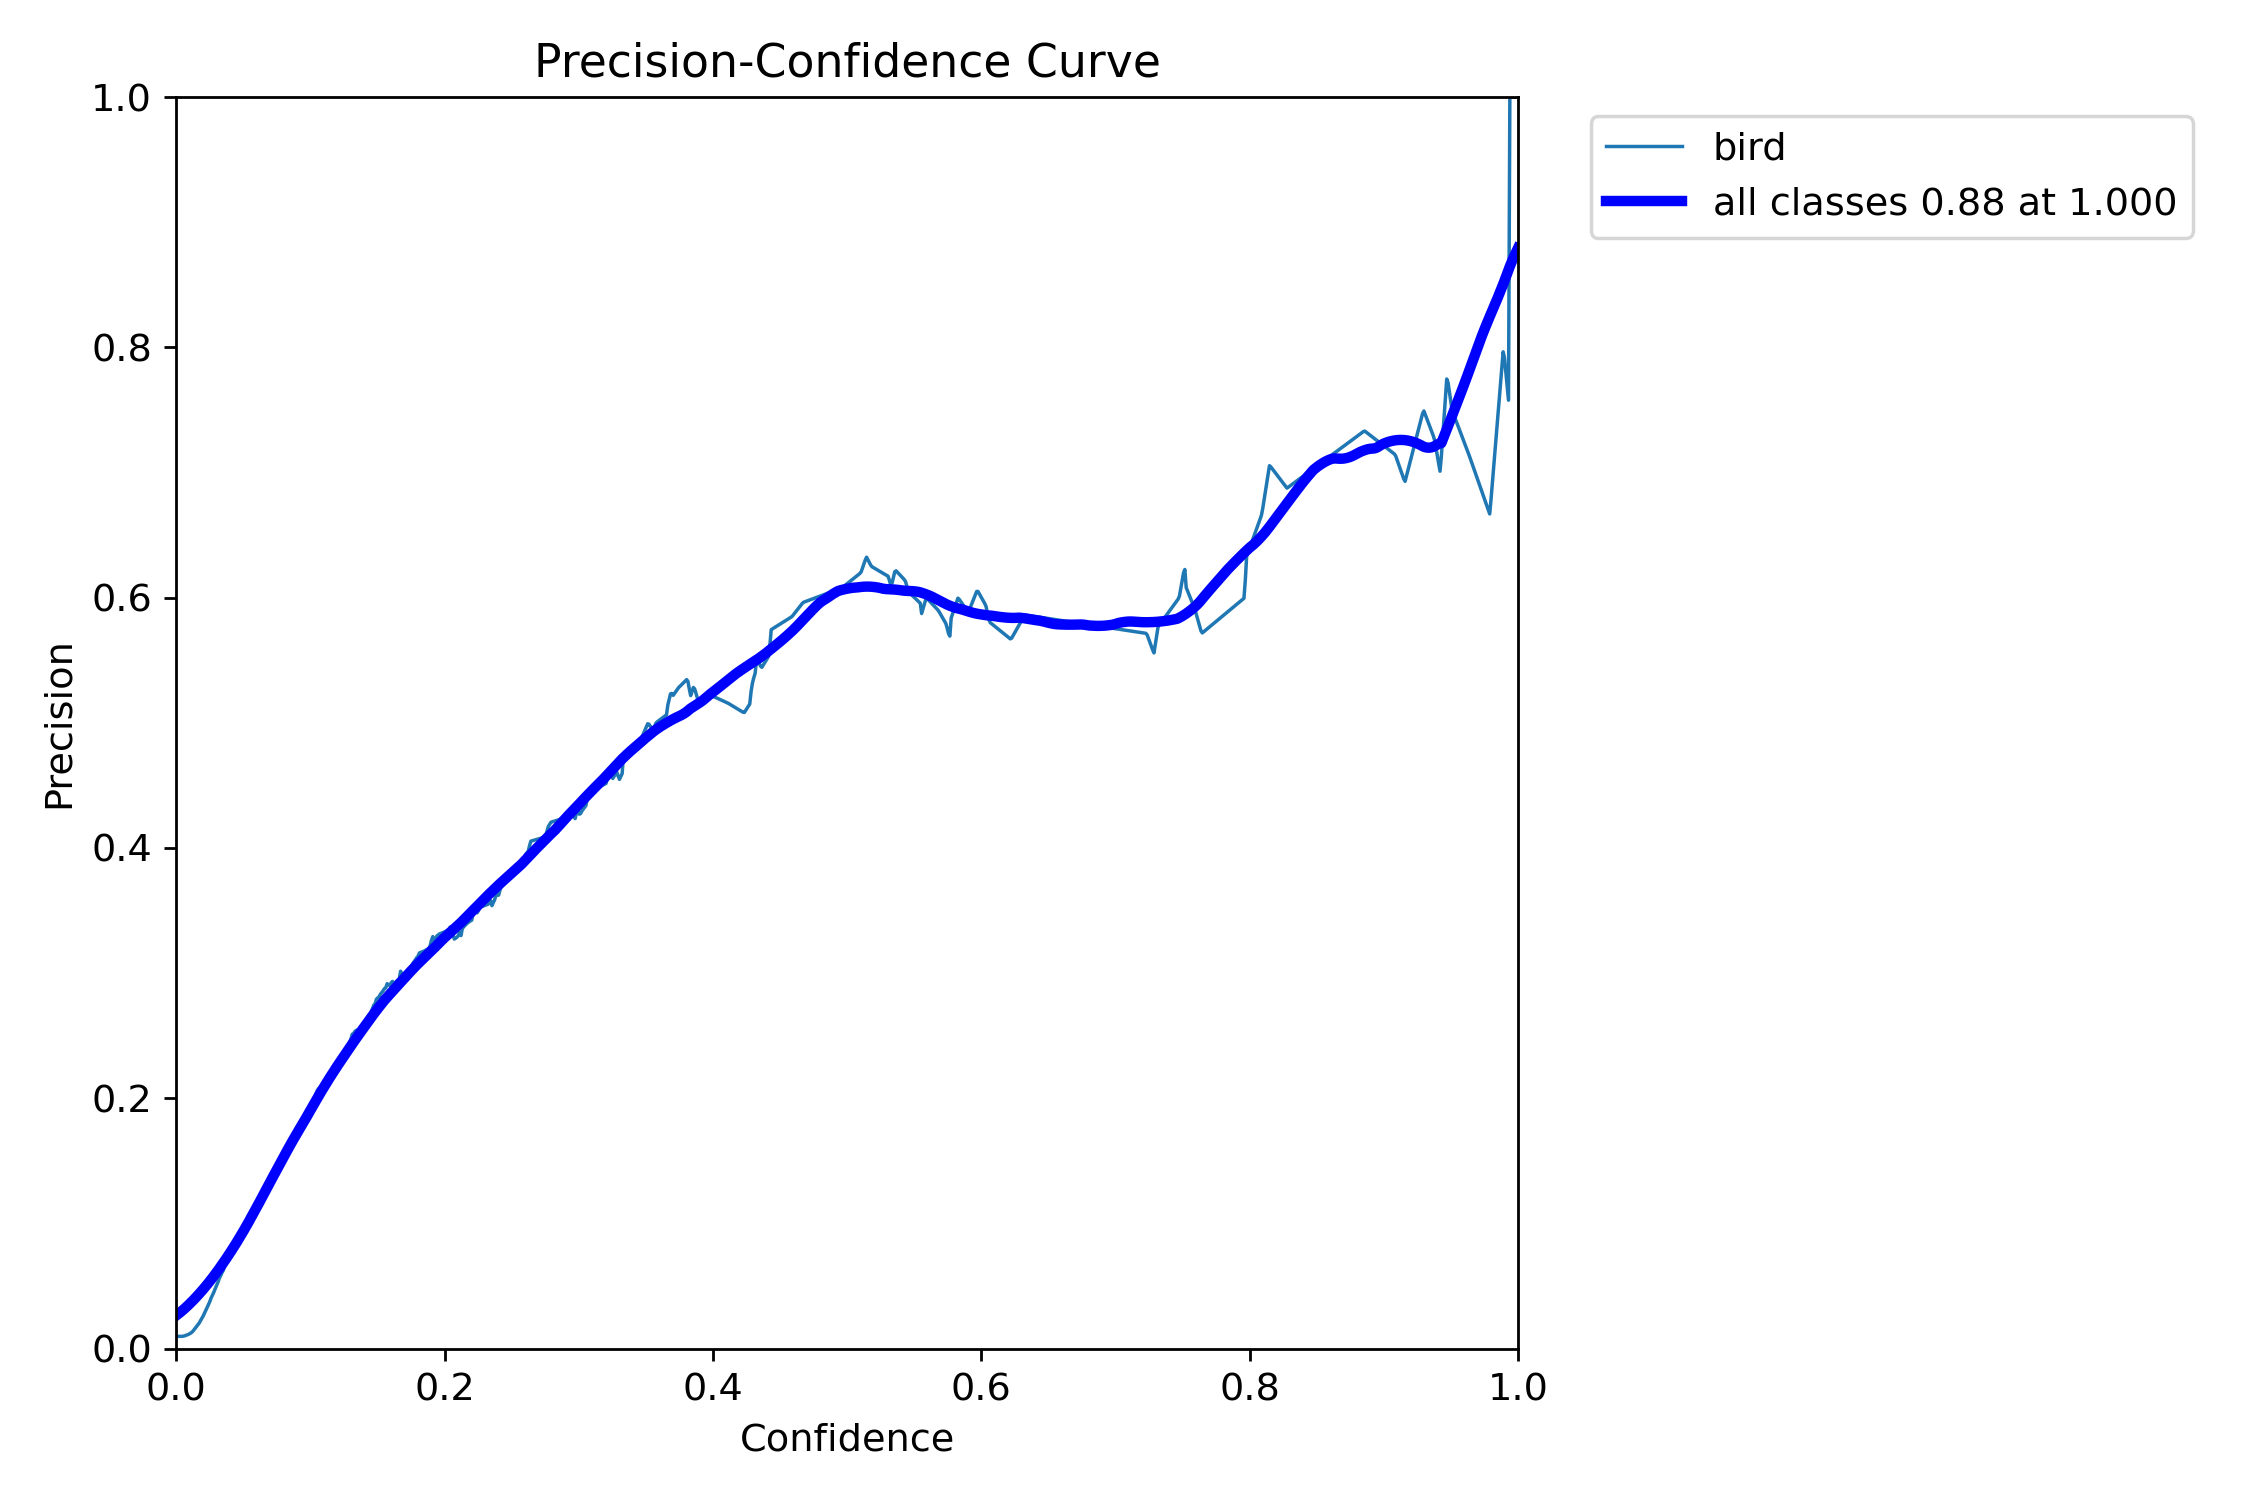 Precision-Confidence Curve
bird
all classes 0.88 at 1.000
1.0
0.8
0.6
0.4
0.2
0.0
Precision
0.0 0.2 0.4 0.6 0.8 1.0
Confidence